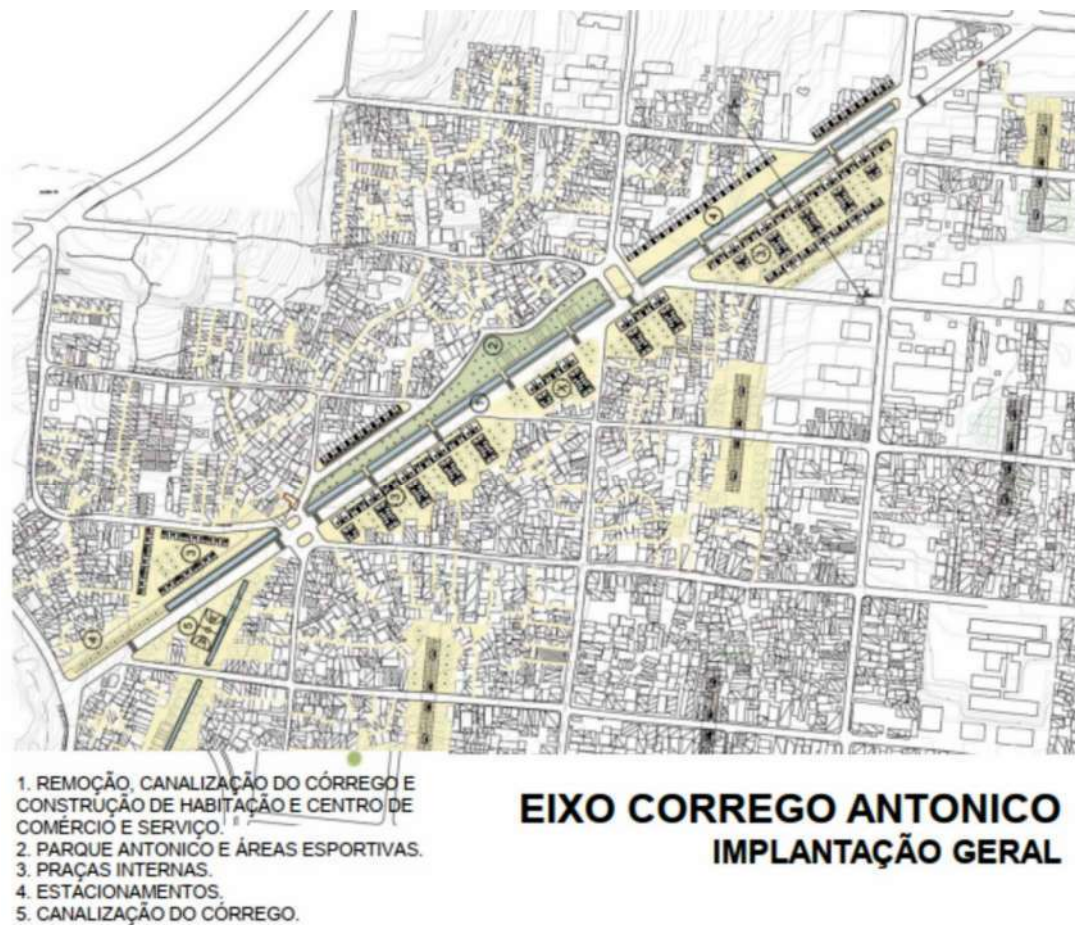 1. REMOÇÃO, CANALIZAÇÃO DO CÓRREGO E
CONSTRUÇÃO DE HABITAÇÃO E CENTRO DE
COMÉRCIO E SERVIÇO.
2. PARQUE ANTONICO E ÁREAS ESPORTIVAS.
3. PRAÇAS INTERNAS.
4. ESTACIONAMENTOS.
5. CANALIZAÇÃO DO CÓRREGO.
EIXO CORREGO ANTONICO
IMPLANTAÇÃO GERAL